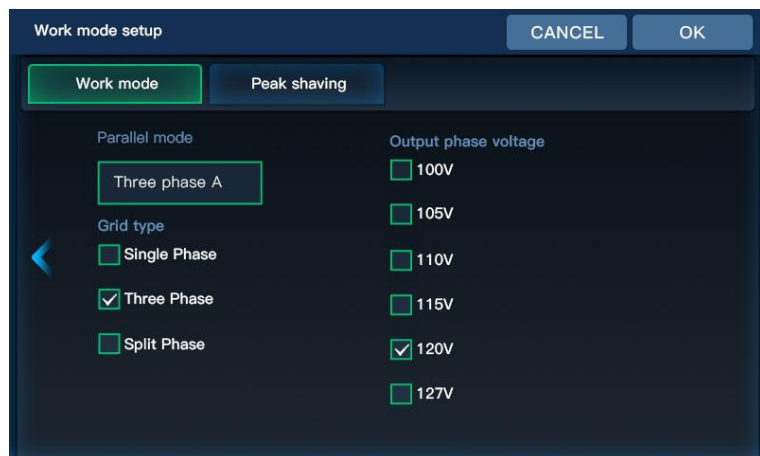 Work mode setup
CANCEL
OK
Work mode
Peak shaving
Parallel mode
Three phase A
Grid type
Single Phase
Three Phase
Split Phase
Output phase voltage
100V
105V
110V
115V
120V
127V